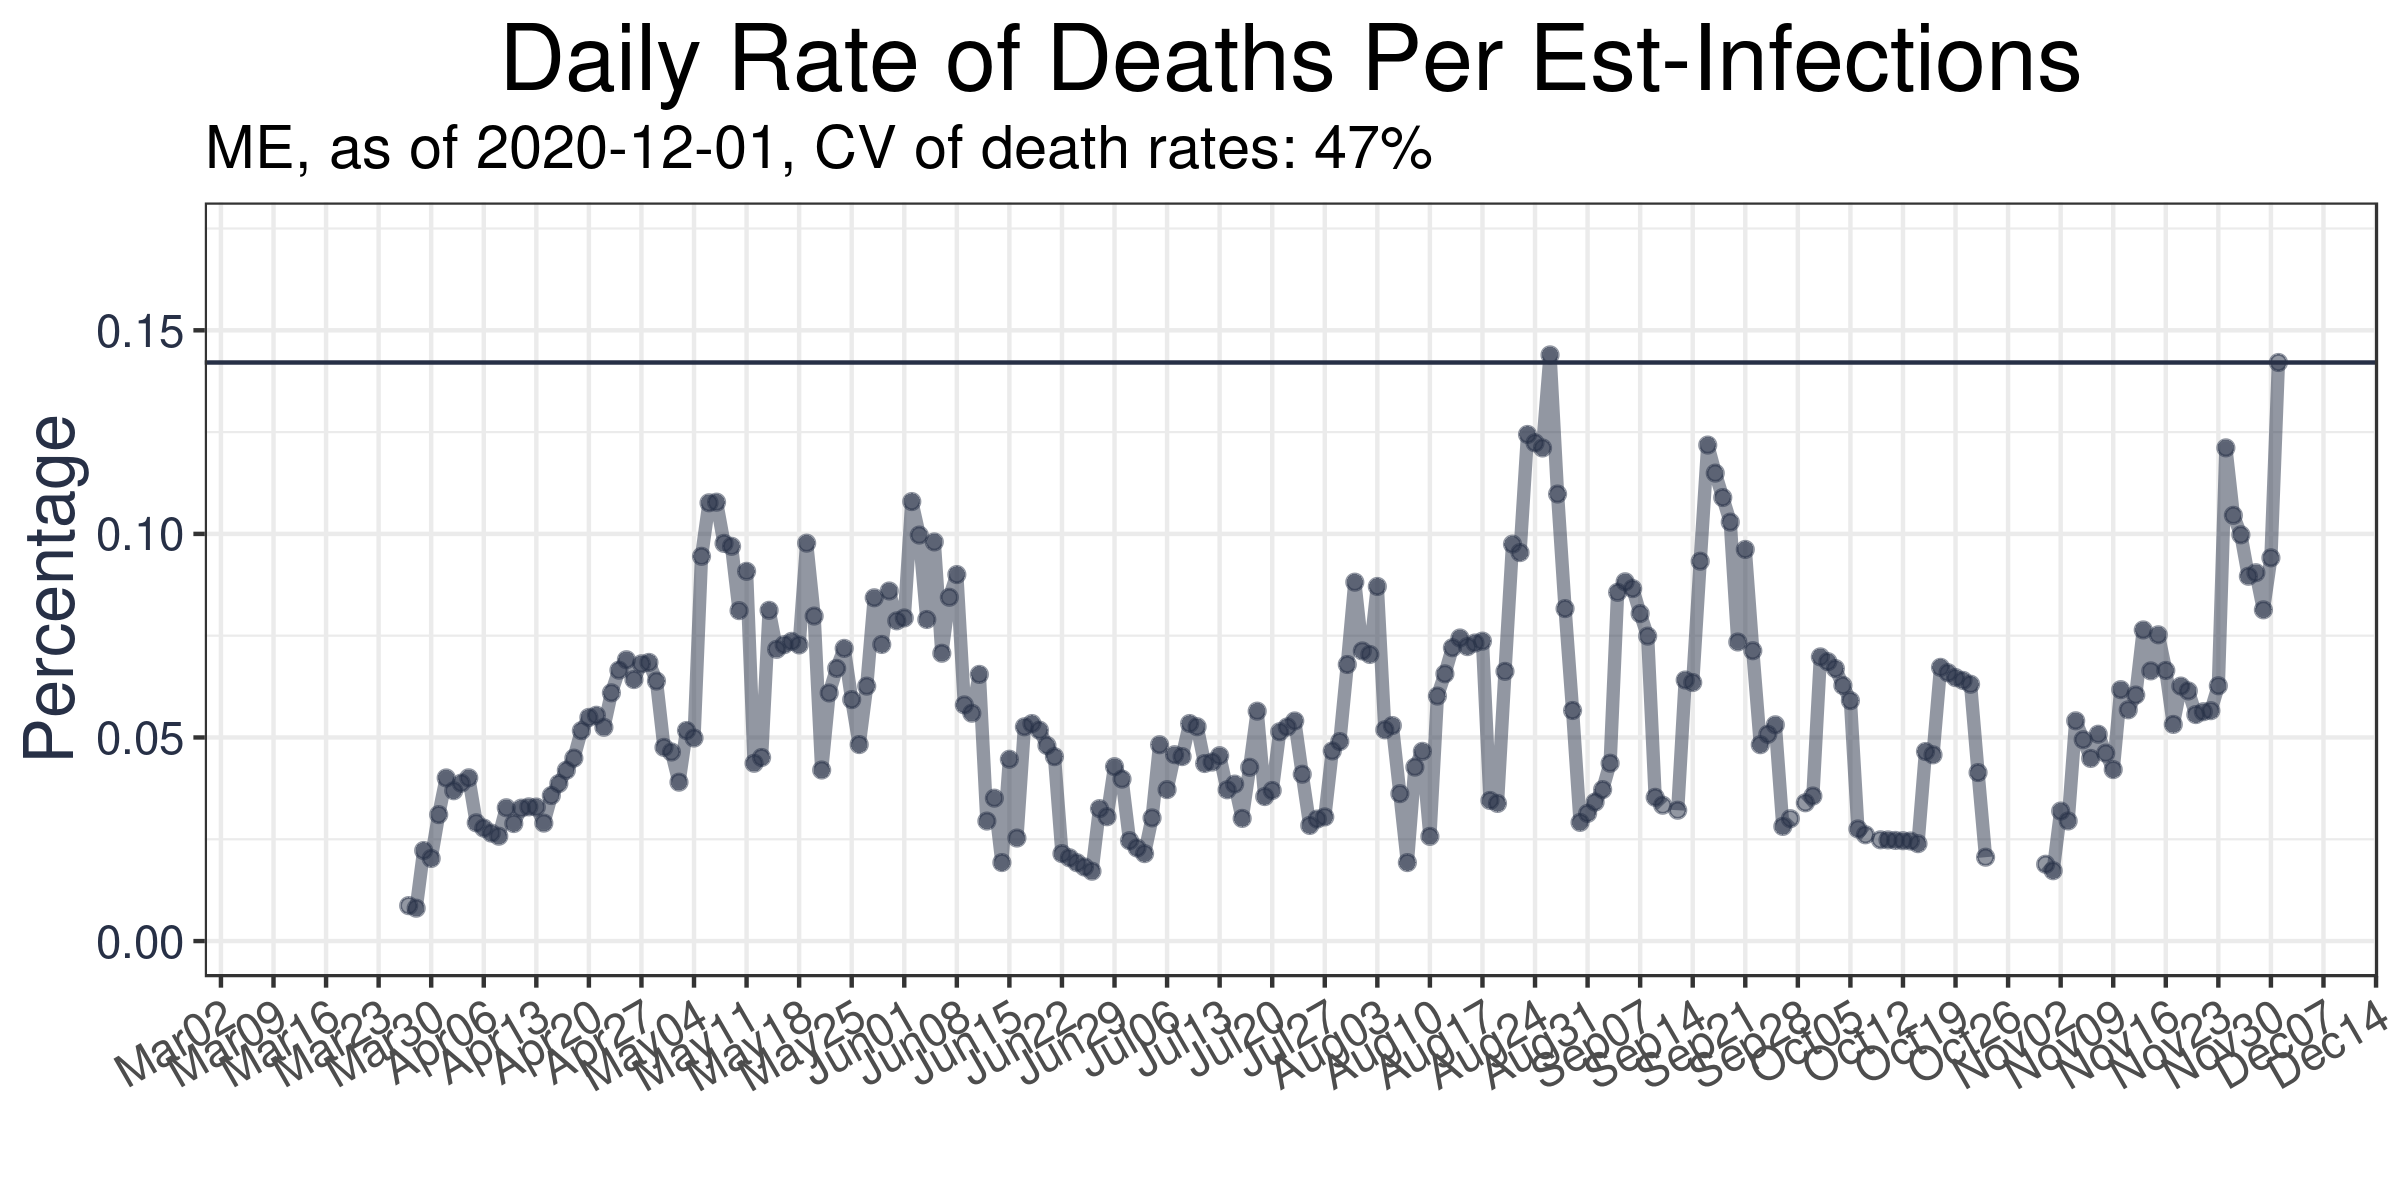 Daily Rate of Deaths Per Est-Infections
ME, as of 2020-12-01, CV of death rates: 47%
Percentage
0.15
0.10
0.05
0.00
Mar02
Mar09
Mar16
Mar23
Mar30
Apr06
Apr13
Apr20
Apr27
May04
May11
May18
May25
Jun01
Jun08
Jun15
Jun22
Jun29
Jul06
Jul13
Jul20
Jul27
Aug03
Aug10
Aug17
Aug24
Aug31
Sep07
Sep14
Sep21
Sep28
Oct05
Oct12
Oct19
Oct26
Nov02
Nov09
Nov16
Nov23
Nov30
Dec07
Dec14